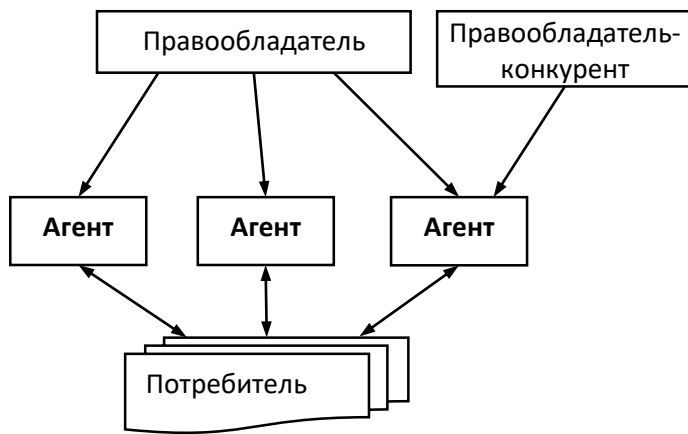 Правообладатель
Правообладатель-
конкурент
Агент
Агент
Агент
Потребитель